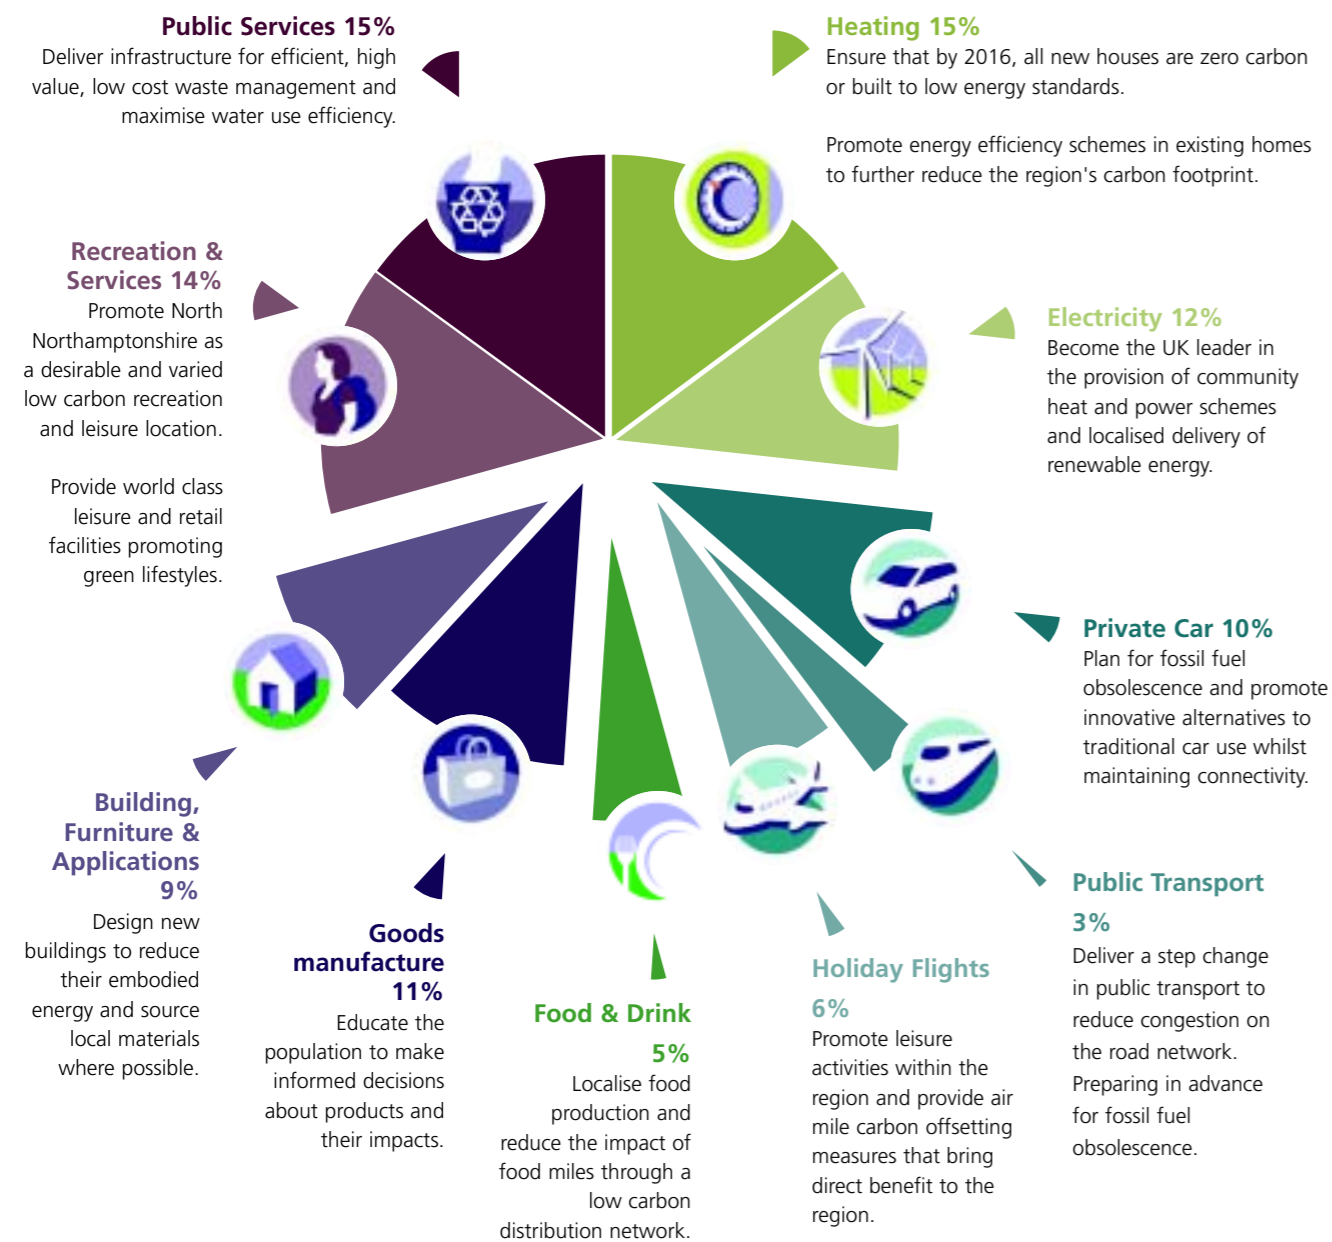 Public Services 15%
Deliver infrastructure for efficient, high
value, low cost waste management and
maximise water use efficiency.
Heating 15%
Ensure that by 2016, all new houses are zero carbon
or built to low energy standards.
Promote energy efficiency schemes in existing homes
to further reduce the region's carbon footprint.
Recreation &
Services 14%
Promote North
Northamptonshire as
a desirable and varied
low carbon recreation
and leisure location.
Provide world class
leisure and retail
facilities promoting
green lifestyles.
Electricity 12%
Become the UK leader in
the provision of community
heat and power schemes
and localised delivery of
renewable energy.
Private Car 10%
Plan for fossil fuel
obsolescence and promote
innovative alternatives to
traditional car use whilst
maintaining connectivity.
Building,
Furniture &
Applications
9%
Design new
buildings to reduce
their embodied
energy and source
local materials
where possible.
Goods
manufacture
11%
Educate the
population to make
informed decisions
about products and
their impacts.
Food & Drink
5%
Localise food
production and
reduce the impact of
food miles through a
low carbon
distribution network.
Holiday Flights
6%
Promote leisure
activities within the
region and provide air
mile carbon offsetting
measures that bring
direct benefit to the
region.
Public Transport
3%
Deliver a step change
in public transport to
reduce congestion on
the road network.
Preparing in advance
for fossil fuel
obsolescence.